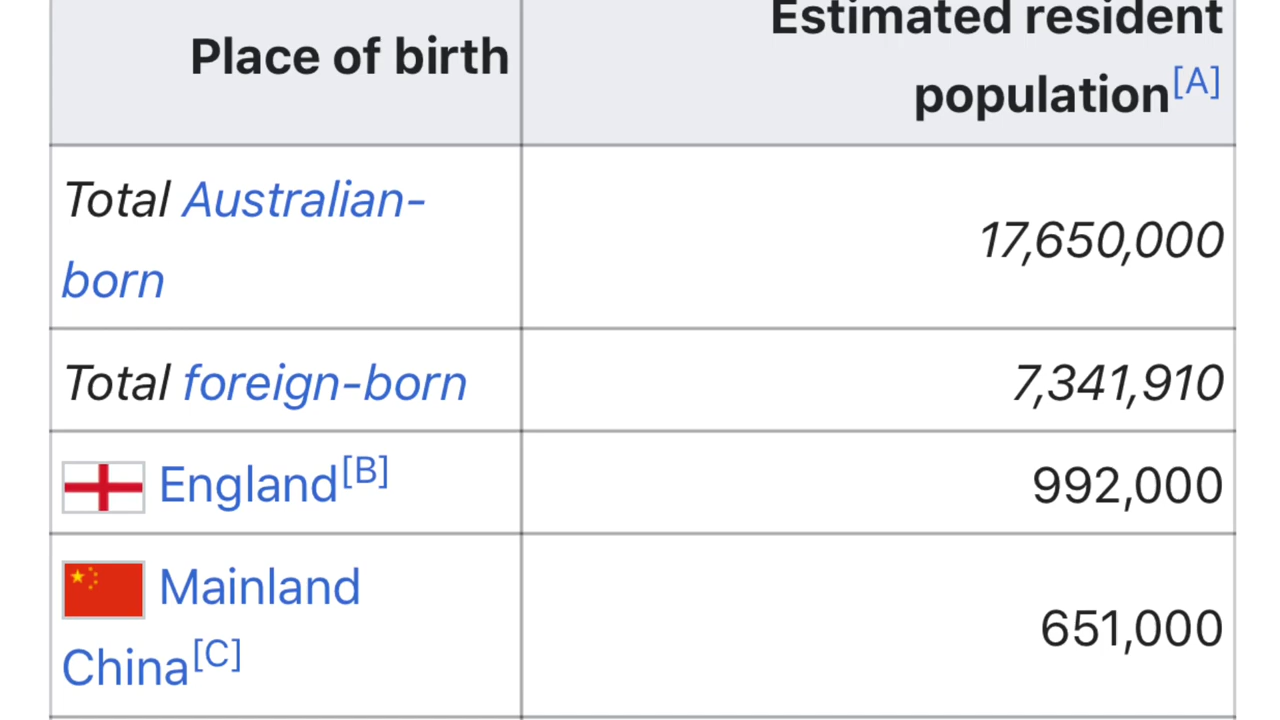 Place of birth
Estimated resident
population[A]
Total Australian-
born
17,650,000
Total foreign-born
7,341,910
England[B]
992,000
Mainland
China[C]
651,000